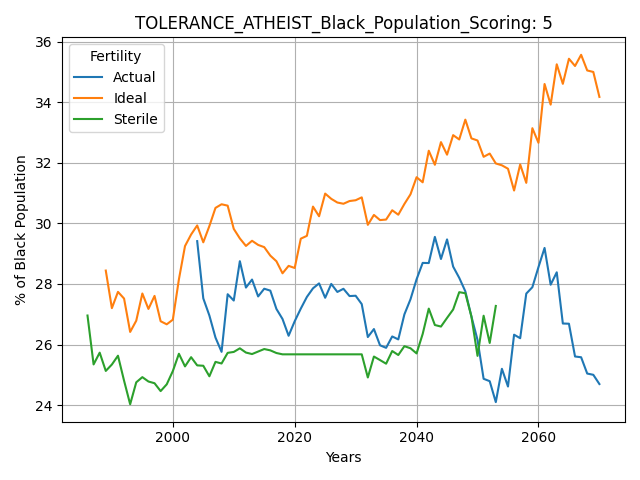 TOLERANCE_ATHEIST_Black_Population_Scoring: 5
Fertility
Actual
Ideal
Sterile
% of Black Population
36
34
32
30
28
26
24
2000
2020
2040
2060
Years